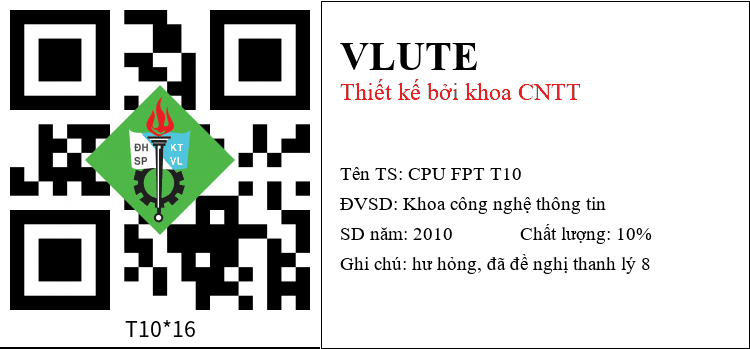 ĐH KT
SP VL
T10*16
VLUTE
Thiết kế bởi khoa CNTT
Tên TS: CPU FPT T10
ĐVSD: Khoa công nghệ thông tin
SD năm: 2010 Chất lượng: 10%
Ghi chú: hư hỏng, đã đề nghị thanh lý 8